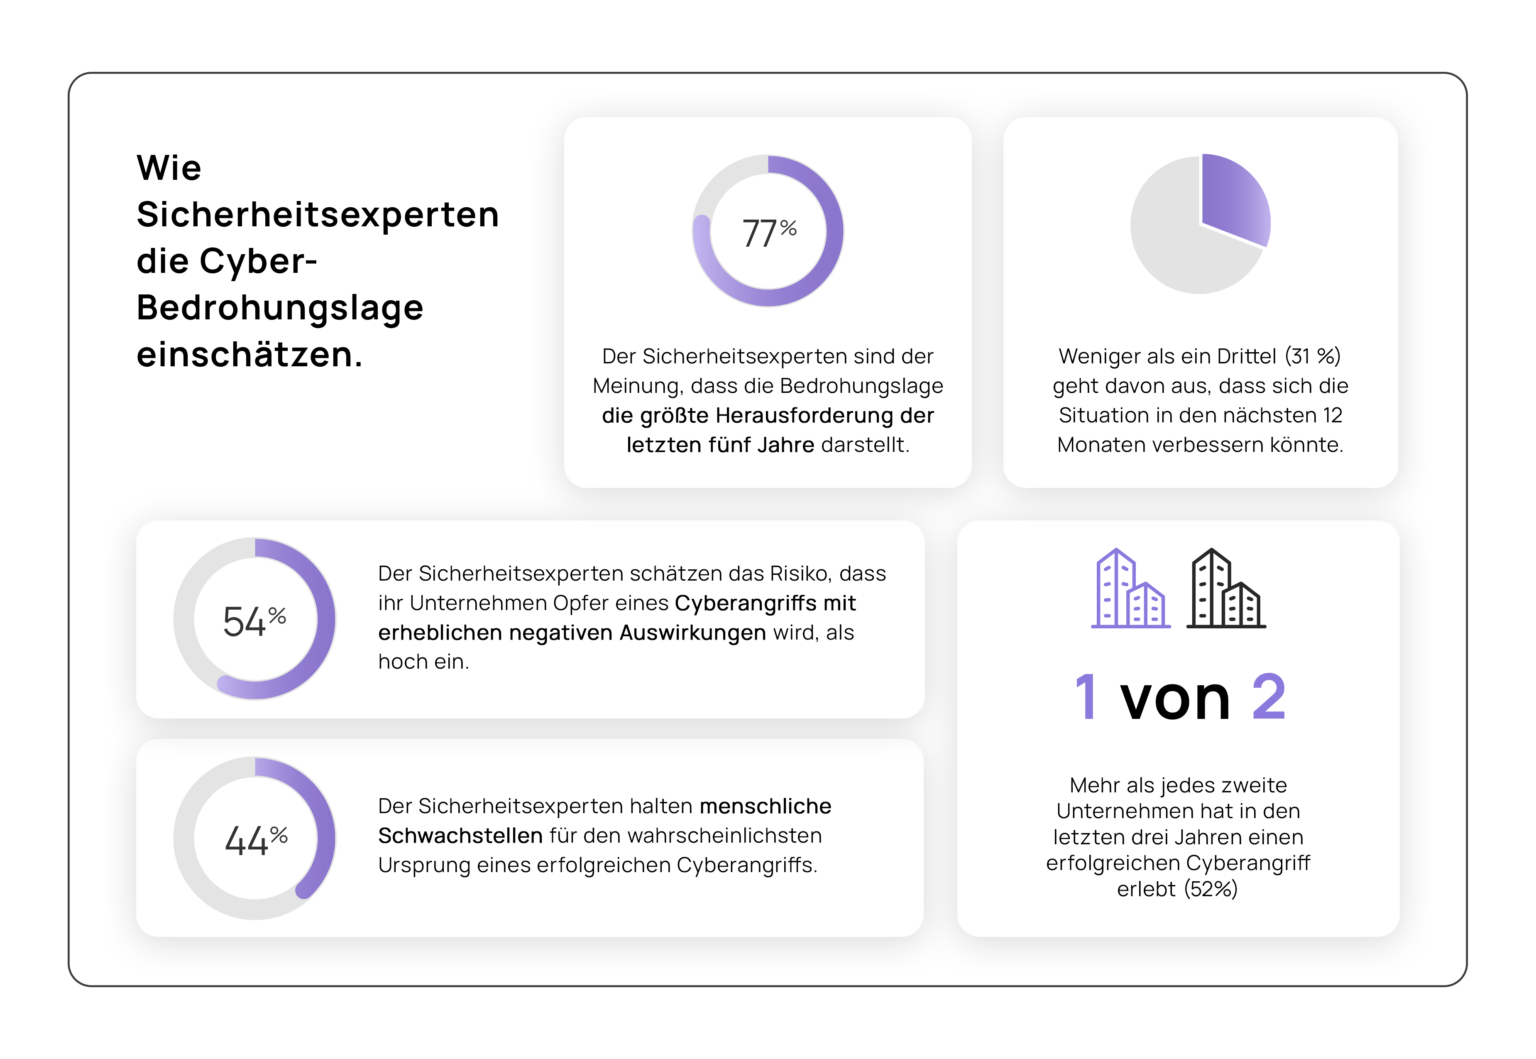 Wie
Sicherheitsexperten
die Cyber-
Bedrohungslage
einschätzen.
77%
Der Sicherheitsexperten sind der
Meinung, dass die Bedrohungslage
die größte Herausforderung der
letzten fünf Jahre darstellt.
Weniger als ein Drittel (31 %)
geht davon aus, dass sich die
Situation in den nächsten 12
Monaten verbessern könnte.
54%
Der Sicherheitsexperten schätzen das Risiko, dass
ihr Unternehmen Opfer eines Cyberangriffs mit
erheblichen negativen Auswirkungen wird, als
hoch ein.
44%
Der Sicherheitsexperten halten menschliche
Schwachstellen für den wahrscheinlichsten
Ursprung eines erfolgreichen Cyberangriffs.
1 von 2
Mehr als jedes zweite
Unternehmen hat in den
letzten drei Jahren einen
erfolgreichen Cyberangriff
erlebt (52%)